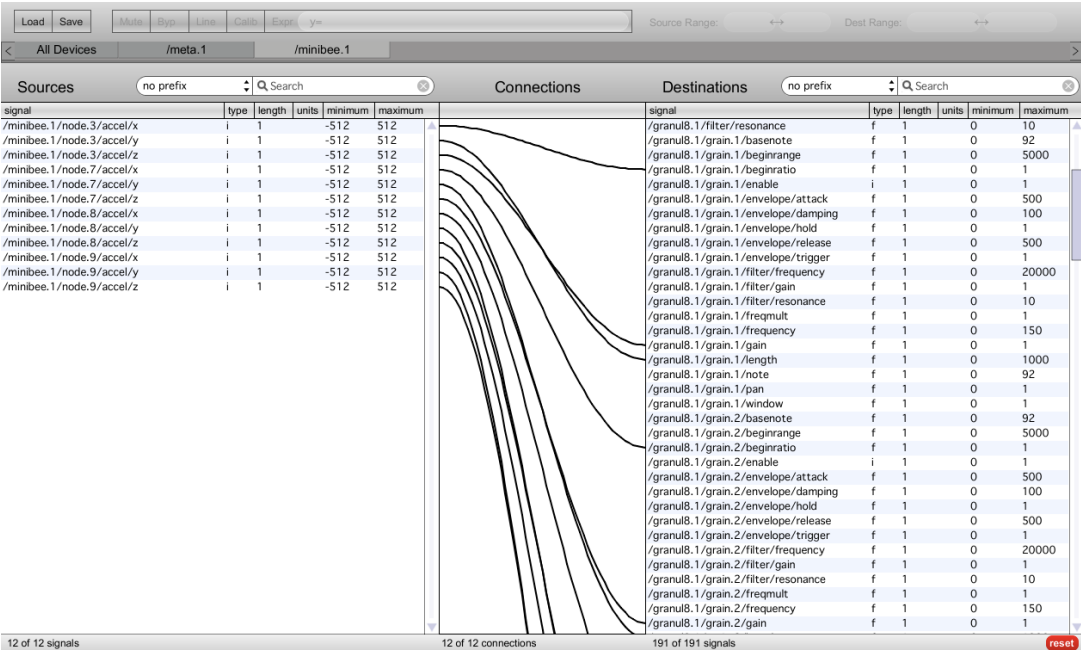 Load Save Mute Byp Line Calib Expr y= Source Range: ↔ Dest Range: ↔
< All Devices /meta.1 /minibee.1 >
Sources no prefix Search Connections Destinations no prefix Search
signal type length units minimum maximum signal type length units minimum maximum
/minibee.1/node.3/accel/x i 1 -512 512 /granul8.1/filter/resonance f 1 0 10
/minibee.1/node.3/accel/y i 1 -512 512 /granul8.1/grain.1/basenote f 1 0 92
/minibee.1/node.3/accel/z i 1 -512 512 /granul8.1/grain.1/beginrange f 1 0 5000
/minibee.1/node.7/accel/x i 1 -512 512 /granul8.1/grain.1/beginratio f 1 0 1
/minibee.1/node.7/accel/y i 1 -512 512 /granul8.1/grain.1/enable i 1 0 1
/minibee.1/node.7/accel/z i 1 -512 512 /granul8.1/grain.1/envelope/attack f 1 0 500
/minibee.1/node.8/accel/x i 1 -512 512 /granul8.1/grain.1/envelope/damping f 1 0 100
/minibee.1/node.8/accel/y i 1 -512 512 /granul8.1/grain.1/envelope/hold f 1 0 1
/minibee.1/node.8/accel/z i 1 -512 512 /granul8.1/grain.1/envelope/release f 1 0 500
/minibee.1/node.9/accel/x i 1 -512 512 /granul8.1/grain.1/envelope/trigger f 1 0 1
/minibee.1/node.9/accel/y i 1 -512 512 /granul8.1/grain.1/filter/frequency f 1 0 20000
/minibee.1/node.9/accel/z i 1 -512 512 /granul8.1/grain.1/filter/gain f 1 0 1
/granul8.1/grain.1/filter/resonance f 1 0 10
/granul8.1/grain.1/freqmult f 1 0 1
/granul8.1/grain.1/frequency f 1 0 150
/granul8.1/grain.1/gain f 1 0 1
/granul8.1/grain.1/length f 1 0 1000
/granul8.1/grain.1/note f 1 0 92
/granul8.1/grain.1/pan f 1 0 1
/granul8.1/grain.1/window f 1 0 1
/granul8.1/grain.2/basenote f 1 0 92
/granul8.1/grain.2/beginrange f 1 0 5000
/granul8.1/grain.2/beginratio f 1 0 1
/granul8.1/grain.2/enable i 1 0 1
/granul8.1/grain.2/envelope/attack f 1 0 500
/granul8.1/grain.2/envelope/damping f 1 0 100
/granul8.1/grain.2/envelope/hold f 1 0 1
/granul8.1/grain.2/envelope/release f 1 0 500
/granul8.1/grain.2/envelope/trigger f 1 0 1
/granul8.1/grain.2/filter/frequency f 1 0 20000
/granul8.1/grain.2/filter/gain f 1 0 1
/granul8.1/grain.2/filter/resonance f 1 0 10
/granul8.1/grain.2/freqmult f 1 0 1
/granul8.1/grain.2/frequency f 1 0 150
/granul8.1/grain.2/gain f 1 0 1
12 of 12 signals 12 of 12 connections 191 of 191 signals reset